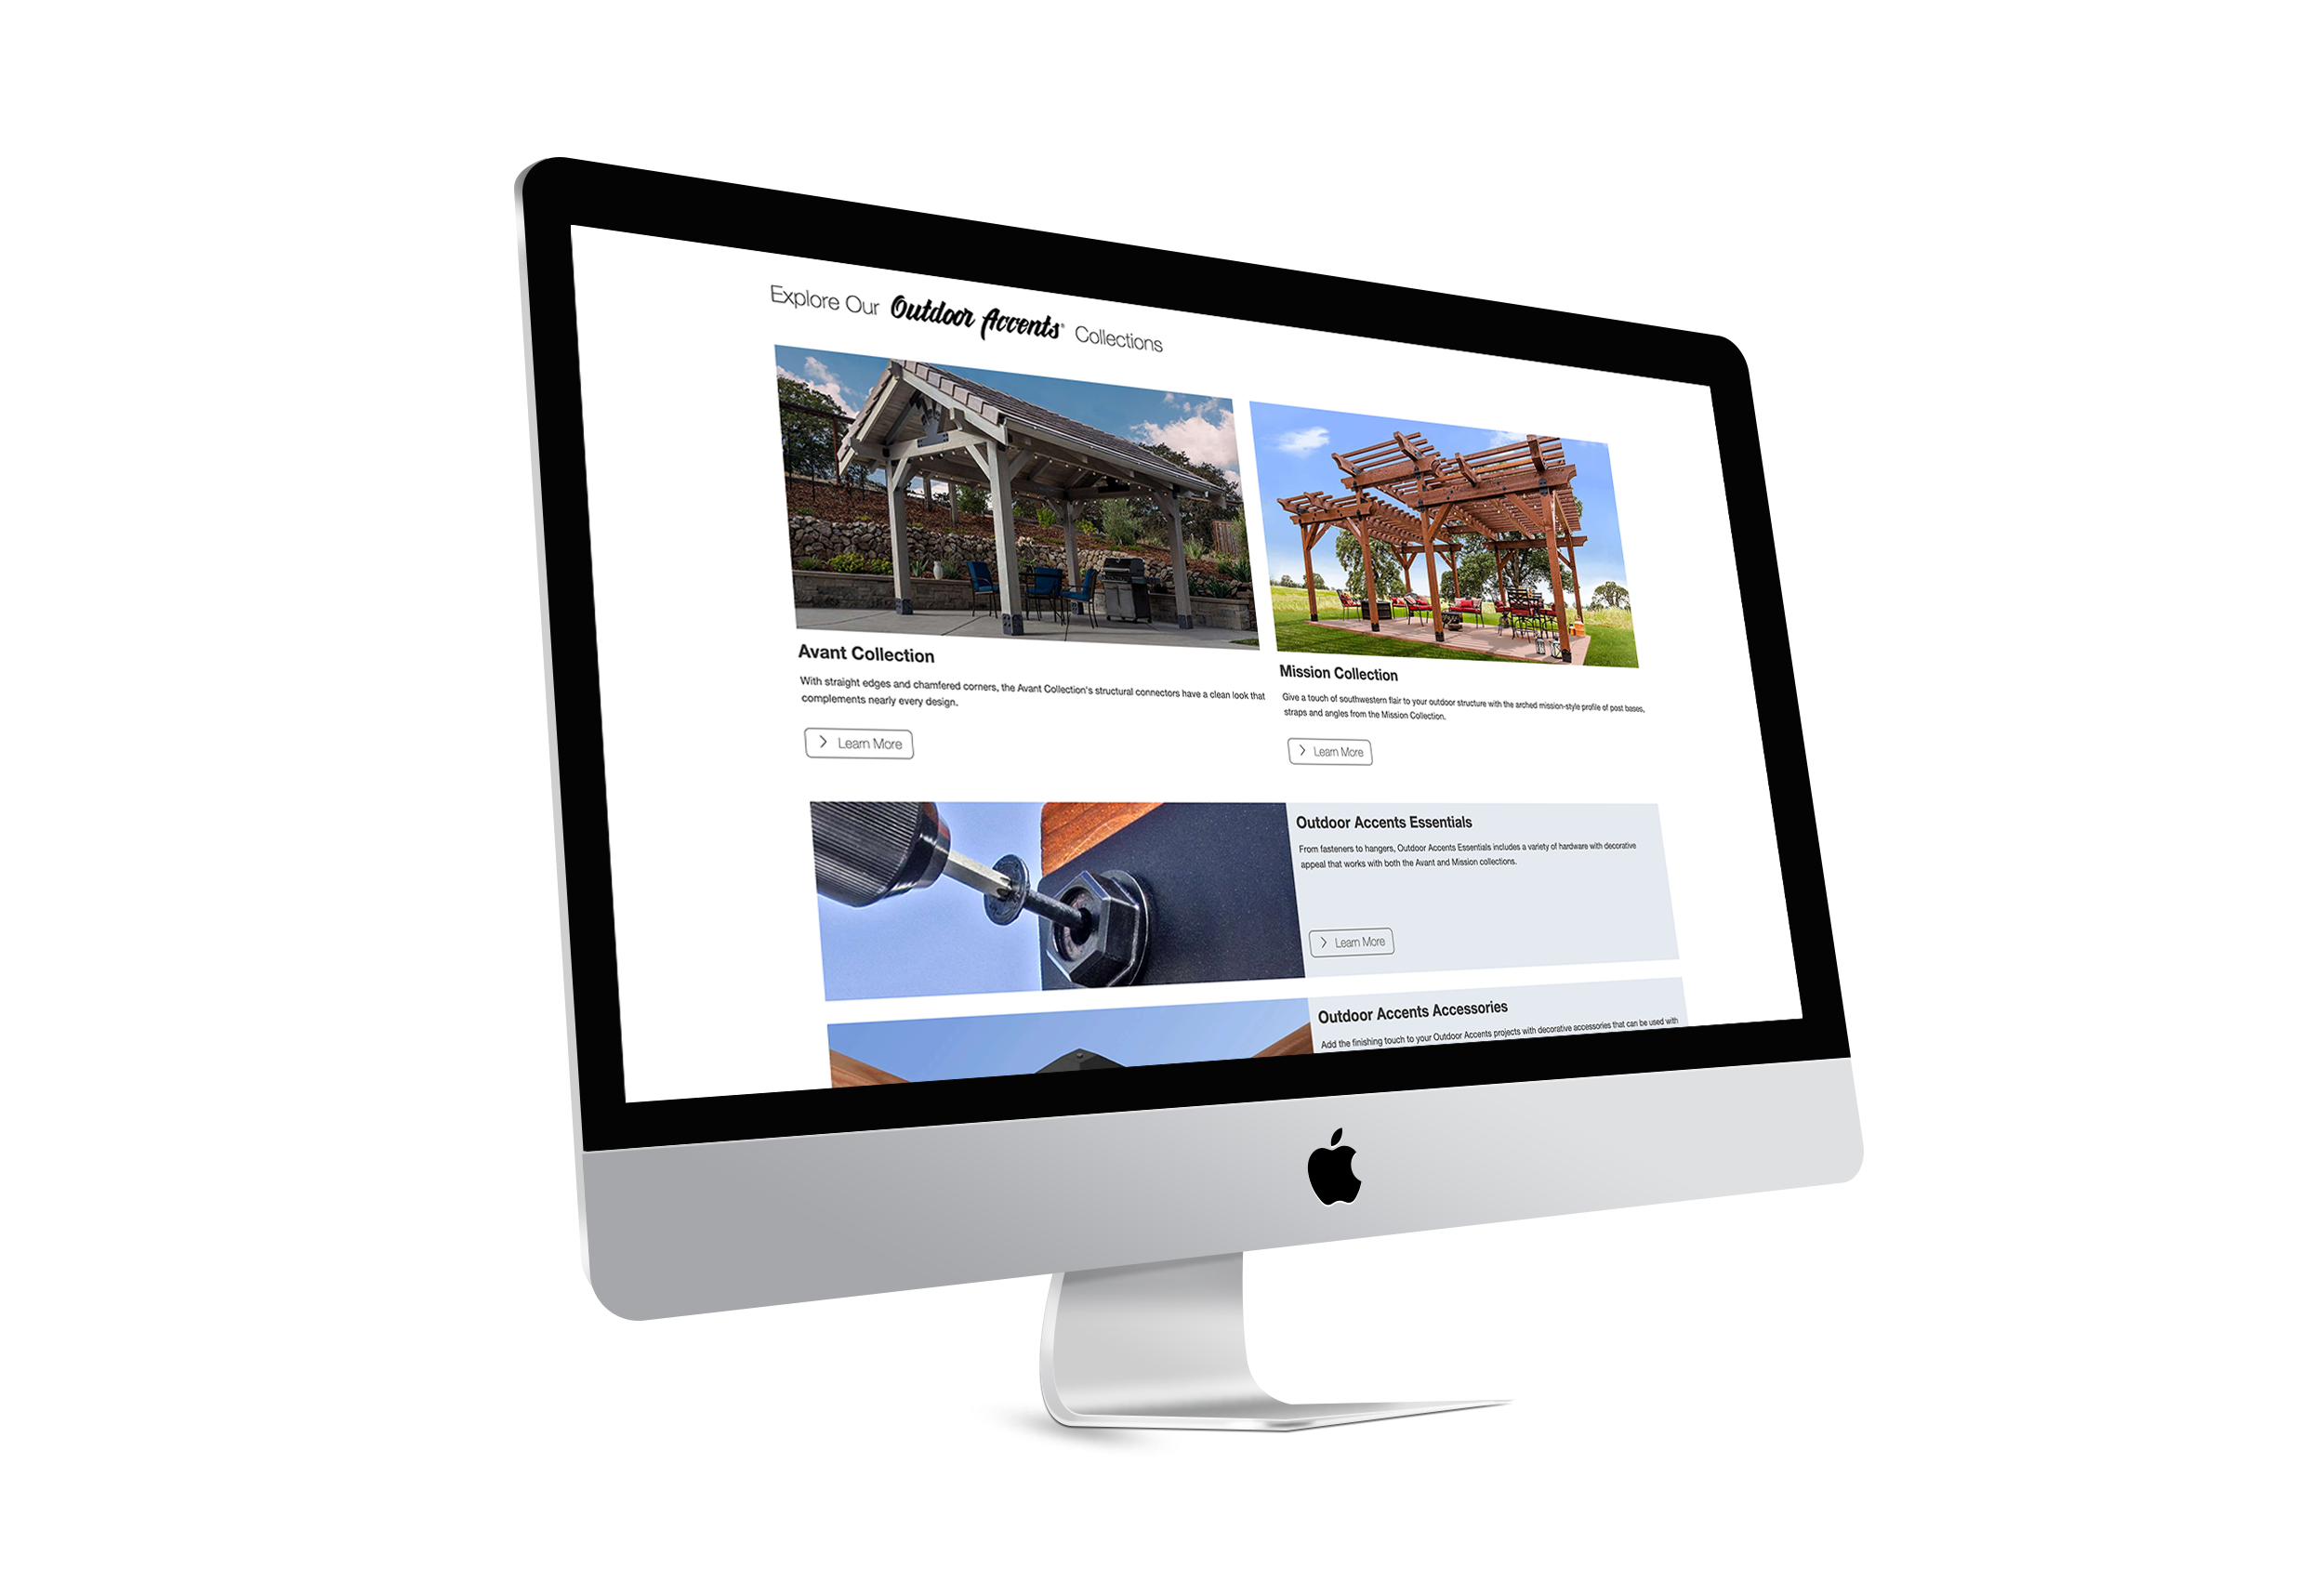 Explore Our Outdoor Accents® Collections
Avant Collection
With straight edges and chamfered corners, the Avant Collection's structural connectors have a clean look that
complements nearly every design.
> Learn More
Mission Collection
Give a touch of southwestern flair to your outdoor structure with the arched mission-style profile of post bases,
straps and angles from the Mission Collection.
> Learn More
Outdoor Accents Essentials
From fasteners to hangers, Outdoor Accents Essentials includes a variety of hardware with decorative
appeal that works with both the Avant and Mission collections.
> Learn More
Outdoor Accents Accessories
Add the finishing touch to your Outdoor Accents projects with decorative accessories that can be used with